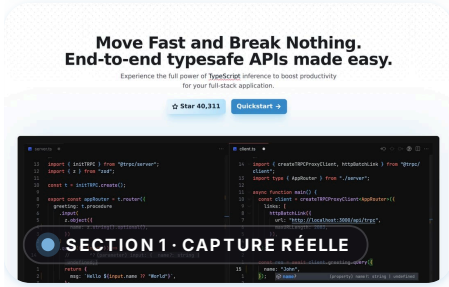 Move Fast and Break Nothing.
End-to-end typesafe APIs made easy.
Experience the full power of TypeScript inference to boost productivity
for your full-stack application.
Star 40,311
Quickstart →
server.ts
client.ts
13 import { initTRPC } from "@trpc/server";
12 import { z } from "zod";
10 const t = initTRPC.create();
8 export const appRouter = t.router({
greeting: t.procedure
.input(
z.object({
return {
msg: `Hello ${input.name ?? "World"}`,
14 import { createTRPCProxyClient, httpBatchLink } from "@trpc/
client";
13 import type { AppRouter } from "./server";
11 async function main() {
const client = createTRPCProxyClient<AppRouter>({
links: [
httpBatchLink({
url: "http://localhost:3000/api/trpc",
15 name: "John",
});
name? (property) name?: string | undefined
SECTION 1 · CAPTURE RÉELLE